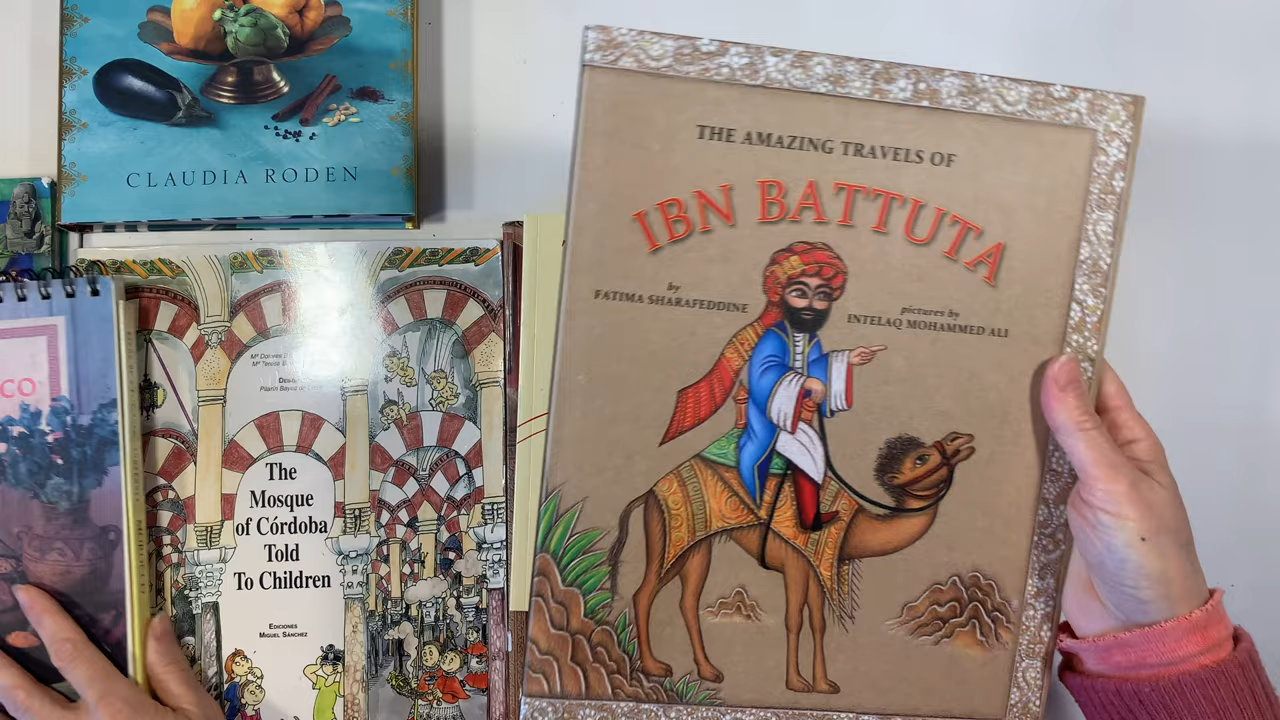 CLAUDIA RODEN
CO
The
Mosque
of Córdoba
Told
To Children
EDICIONES
MIGUEL SÁNCHEZ
THE AMAZING TRAVELS OF
IBN BATTUTA
by
FATIMA SHARAFEDDINE
pictures by
INTELAQ MOHAMMED ALI